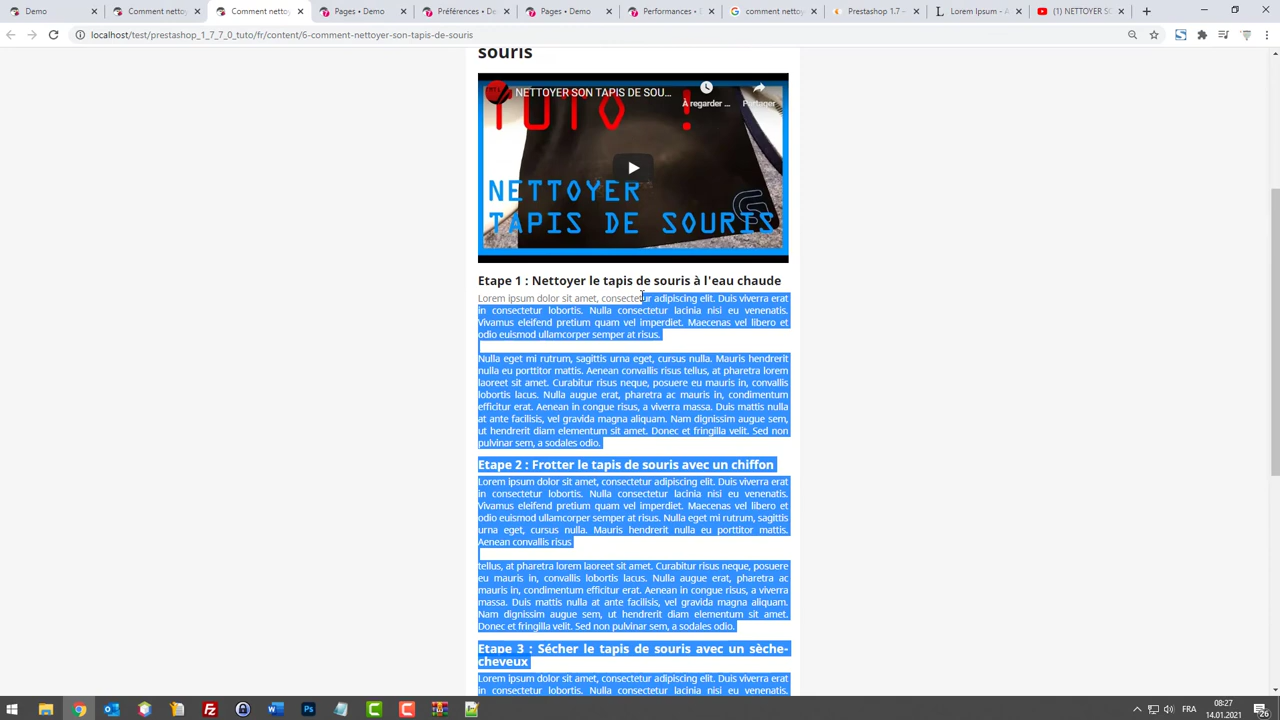 Demo
Comment netto
Comment netto
Pages • Demo
Préférences • De
Pages • Demo
Performances •
comment nettoy
Prestashop 1.7
Lorem Ipsum - A
(1) NETTOYER SO
localhost/test/prestashop_1_7_7_0_tuto/fr/content/6-comment-nettoyer-son-tapis-de-souris
souris
NETTOYER SON TAPIS DE SOU...
À regarder ...
Partager
TUTO !
NETTOYER
TAPIS DE SOURIS
Etape 1 : Nettoyer le tapis de souris à l'eau chaude
Lorem ipsum dolor sit amet, consectetur adipiscing elit. Duis viverra erat
in consectetur lobortis. Nulla consectetur lacinia nisi eu venenatis.
Vivamus eleifend pretium quam vel imperdiet. Maecenas vel libero et
odio euismod ullamcorper semper at risus.
Nulla eget mi rutrum, sagittis urna eget, cursus nulla. Mauris hendrerit
nulla eu porttitor mattis. Aenean convallis risus tellus, at pharetra lorem
laoreet sit amet. Curabitur risus neque, posuere eu mauris in, convallis
lobortis lacus. Nulla augue erat, pharetra ac mauris in, condimentum
efficitur erat. Aenean in congue risus, a viverra massa. Duis mattis nulla
at ante facilisis, vel gravida magna aliquam. Nam dignissim augue sem,
ut hendrerit diam elementum sit amet. Donec et fringilla velit. Sed non
pulvinar sem, a sodales odio.
Etape 2 : Frotter le tapis de souris avec un chiffon
Lorem ipsum dolor sit amet, consectetur adipiscing elit. Duis viverra erat
in consectetur lobortis. Nulla consectetur lacinia nisi eu venenatis.
Vivamus eleifend pretium quam vel imperdiet. Maecenas vel libero et
odio euismod ullamcorper semper at risus. Nulla eget mi rutrum, sagittis
urna eget, cursus nulla. Mauris hendrerit nulla eu porttitor mattis.
Aenean convallis risus
tellus, at pharetra lorem laoreet sit amet. Curabitur risus neque, posuere
eu mauris in, convallis lobortis lacus. Nulla augue erat, pharetra ac
mauris in, condimentum efficitur erat. Aenean in congue risus, a viverra
massa. Duis mattis nulla at ante facilisis, vel gravida magna aliquam.
Nam dignissim augue sem, ut hendrerit diam elementum sit amet.
Donec et fringilla velit. Sed non pulvinar sem, a sodales odio.
Etape 3 : Sécher le tapis de souris avec un sèche-
cheveux
Lorem ipsum dolor sit amet, consectetur adipiscing elit. Duis viverra erat
in consectetur lobortis. Nulla consectetur lacinia nisi eu venenatis.
FRA
08:27
14.01.2021
26